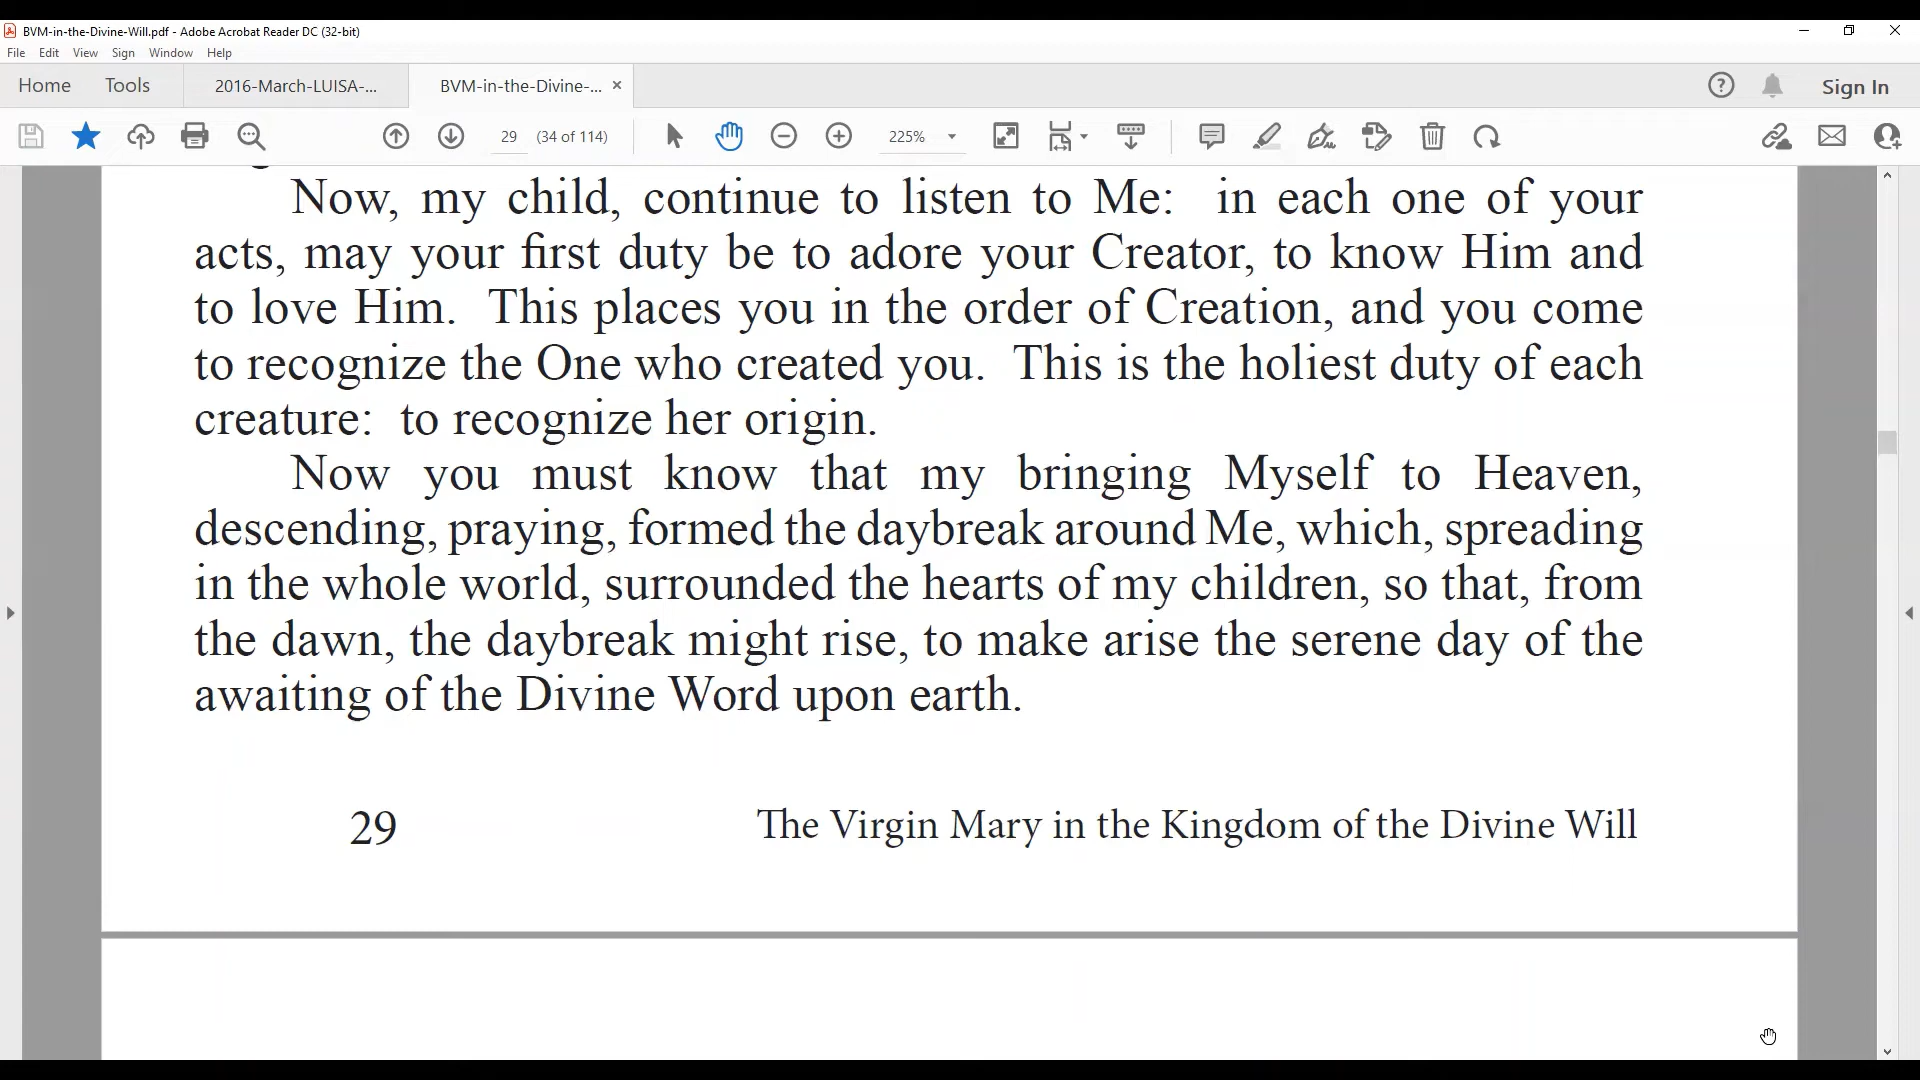 BVM-in-the-Divine-Will.pdf - Adobe Acrobat Reader DC (32-bit)
File Edit View Sign Window Help
Home Tools 2016-March-LUISA-... BVM-in-the-Divine-... Sign In
29 (34 of 114) 225%
Now, my child, continue to listen to Me: in each one of your
acts, may your first duty be to adore your Creator, to know Him and
to love Him. This places you in the order of Creation, and you come
to recognize the One who created you. This is the holiest duty of each
creature: to recognize her origin.
Now you must know that my bringing Myself to Heaven,
descending, praying, formed the daybreak around Me, which, spreading
in the whole world, surrounded the hearts of my children, so that, from
the dawn, the daybreak might rise, to make arise the serene day of the
awaiting of the Divine Word upon earth.
29 The Virgin Mary in the Kingdom of the Divine Will